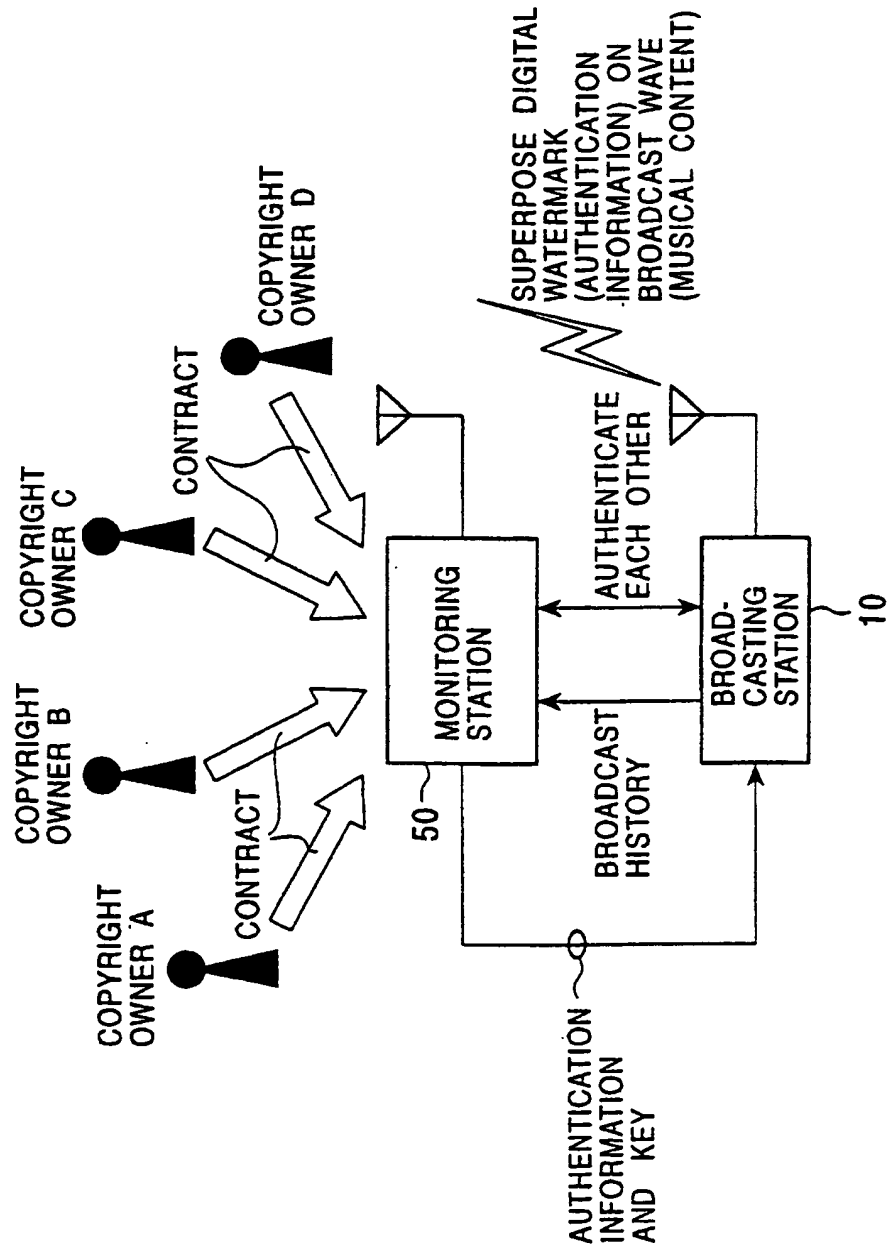 COPYRIGHT
OWNER A
COPYRIGHT
OWNER B
COPYRIGHT
OWNER C
COPYRIGHT
OWNER D
CONTRACT
CONTRACT
50
MONITORING
STATION
AUTHENTICATION
INFORMATION
AND KEY
BROADCAST
HISTORY
AUTHENTICATE
EACH OTHER
BROAD-
CASTING
STATION
10
SUPERPOSE DIGITAL
WATERMARK
(AUTHENTICATION
INFORMATION) ON
BROADCAST WAVE
(MUSICAL CONTENT)